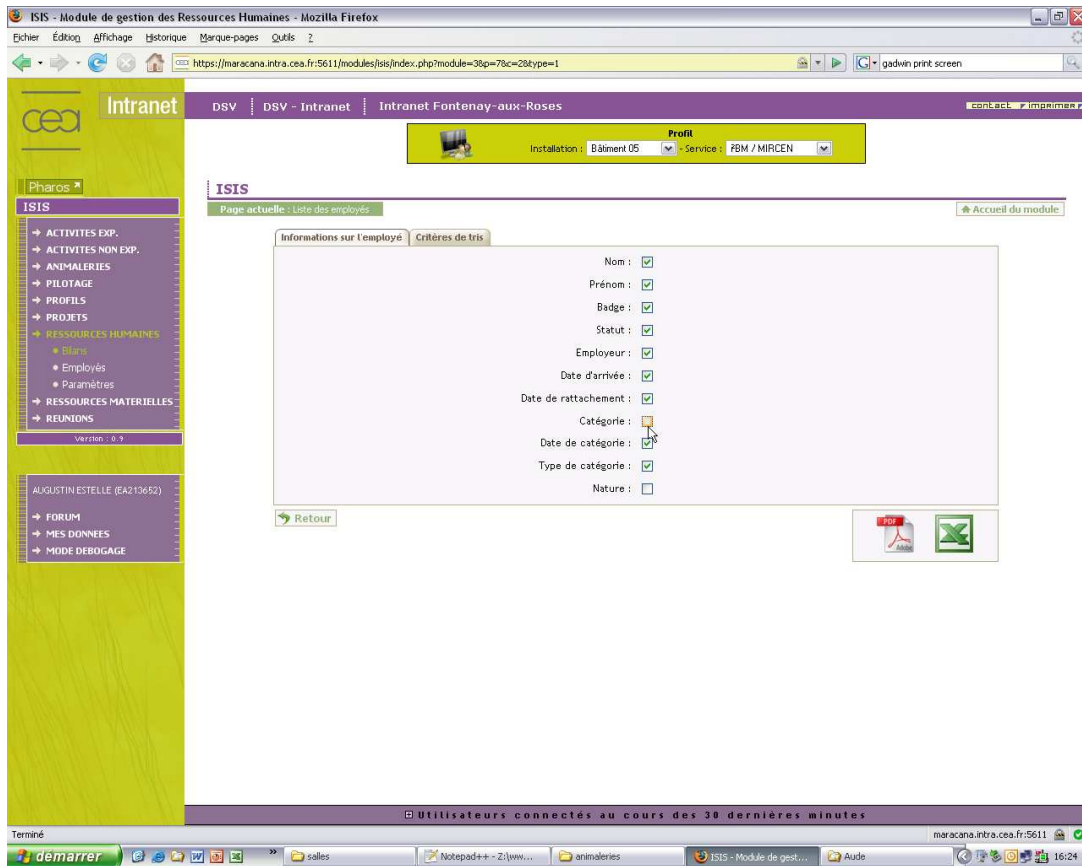 ISIS - Module de gestion des Ressources Humaines - Mozilla Firefox
Fichier Édition Affichage Historique Marque-pages Outils ?
https://maracana.intra.cea.fr:5611/modules/isis/index.php?module=3&p=7&c=2&type=1
gadwin print screen
cea
Intranet
DSV DSV - Intranet Intranet Fontenay-aux-Roses
contact imprimer
Profil
Installation : Bâtiment 05 - Service : MIRCEN
Pharos
ISIS
ISIS
Page actuelle : Liste des employés
Accueil du module
ACTIVITES EXP.
ACTIVITES NON EXP.
ANIMALERIES
PILOTAGE
PROFILS
PROJETS
RESSOURCES HUMAINES
Bilans
Employés
Paramètres
RESSOURCES MATERIELLES
REUNIONS
Version : 0.9
AUGUSTIN ESTELLE (EA213652)
FORUM
MES DONNEES
MODE DEBOGAGE
Informations sur l'employé Critères de tris
Nom :
Prénom :
Badge :
Statut :
Employeur :
Date d'arrivée :
Date de rattachement :
Catégorie :
Date de catégorie :
Type de catégorie :
Nature :
Retour
PDF
Adobe
Utilisateurs connectés au cours des 30 dernières minutes
Terminé
maracana.intra.cea.fr:5611
démarrer
salles
Notepad++ - Z:\ww...
animaleries
ISIS - Module de gest...
Aude
16:24